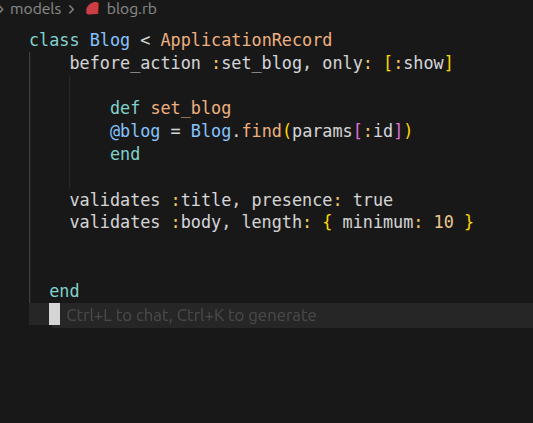 models > blog.rb
class Blog < ApplicationRecord
before_action :set_blog, only: [:show]
def set_blog
@blog = Blog.find(params[:id])
end
validates :title, presence: true
validates :body, length: { minimum: 10 }
end
Ctrl+L to chat, Ctrl+K to generate